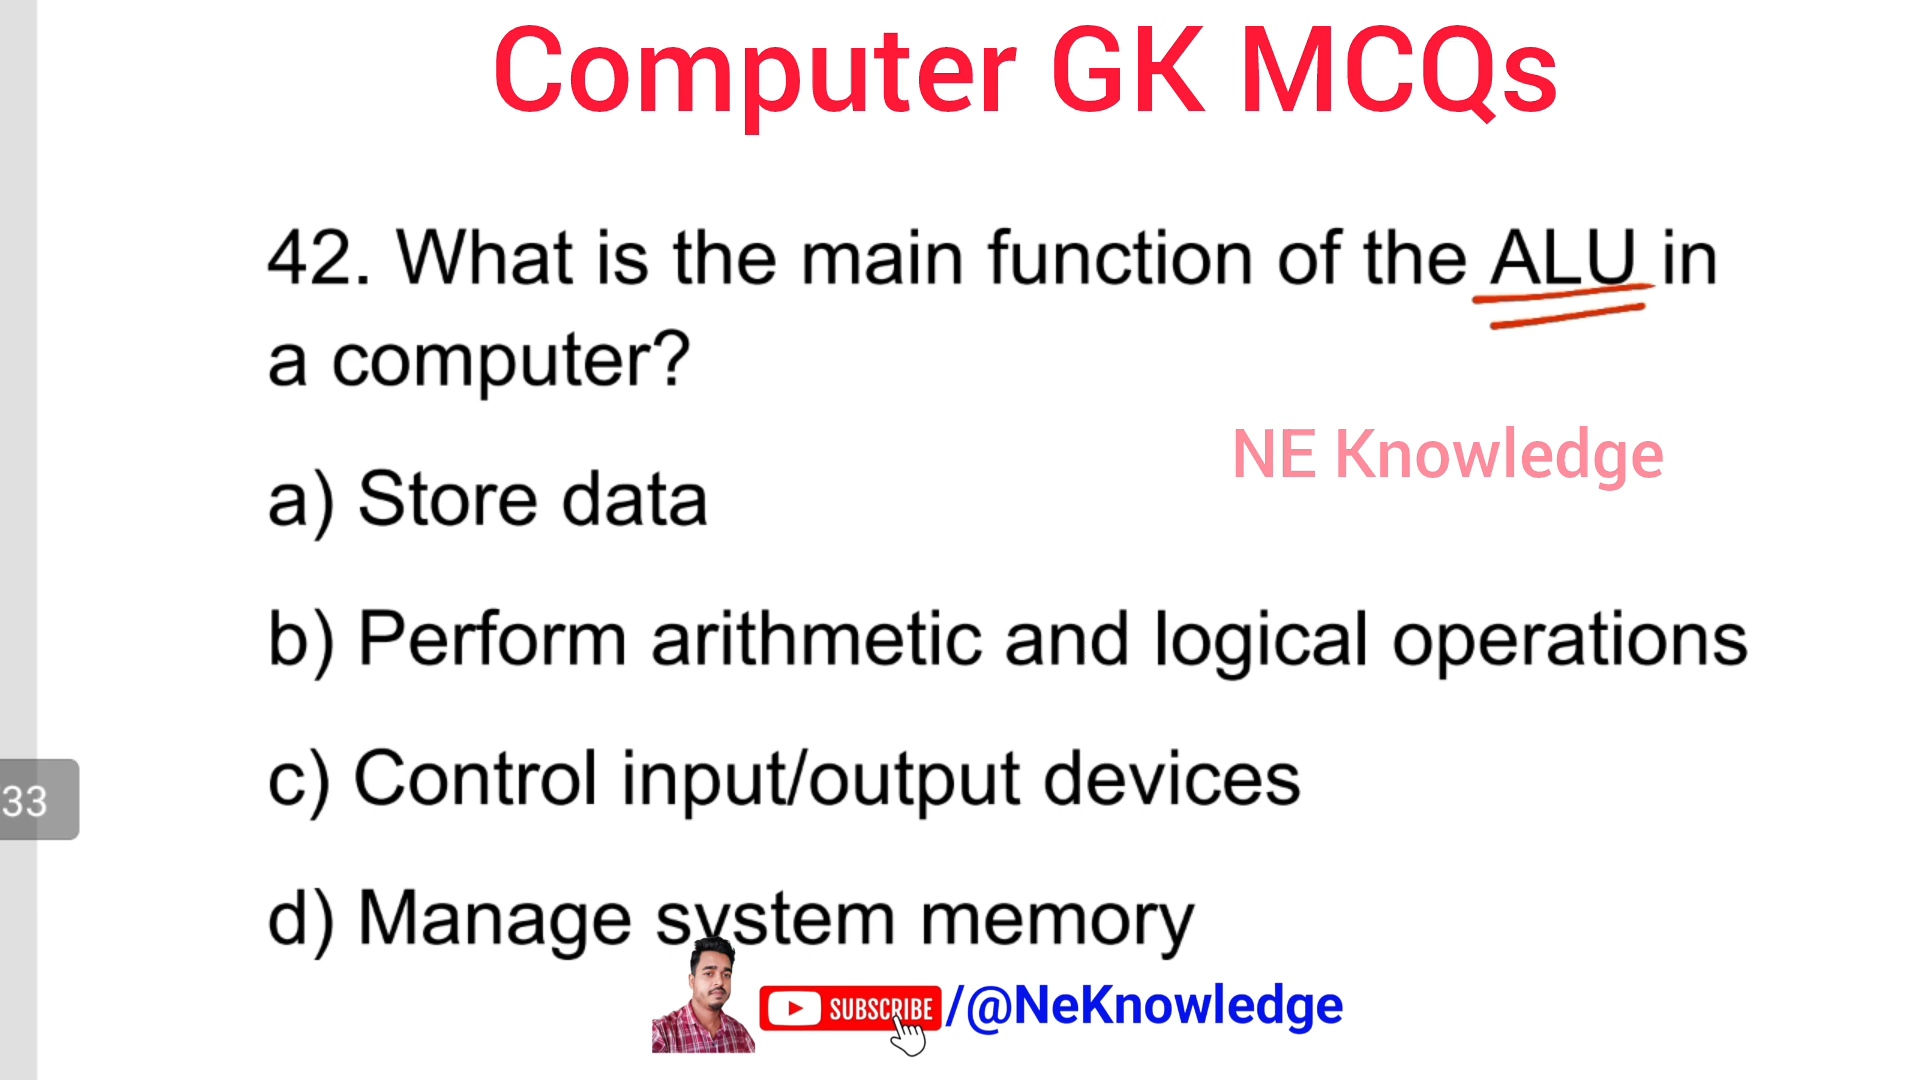 Computer GK MCQs
42. What is the main function of the ALU in
a computer?
NE Knowledge
a) Store data
b) Perform arithmetic and logical operations
c) Control input/output devices
33
d) Manage system memory
SUBSCRIBE /@NeKnowledge